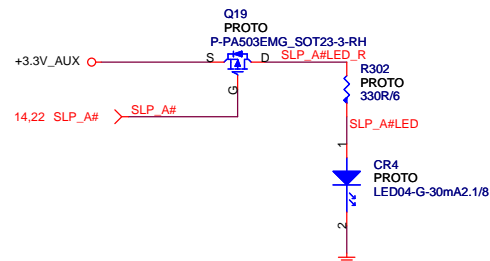 Q19
PROTO
P-PA503EMG_SOT23-3-RH
+3.3V_AUX
S
D
SLP_A#LED_R
G
R302
PROTO
330R/6
14,22 SLP_A#
SLP_A#
SLP_A#LED
1
CR4
PROTO
LED04-G-30mA2.1/8
2